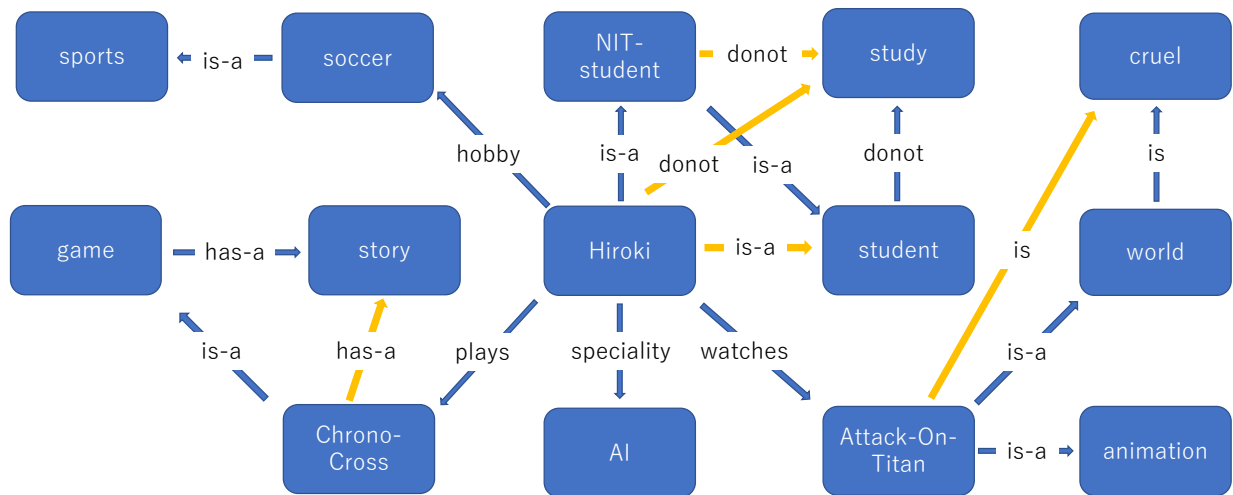 sports
is-a
soccer
NIT-
student
donot
study
cruel
hobby
is-a
donot
is-a
donot
is
game
has-a
story
Hiroki
is-a
student
is
world
is-a
has-a
plays
speciality
watches
is-a
Chrono-
Cross
AI
Attack-On-
Titan
is-a
animation